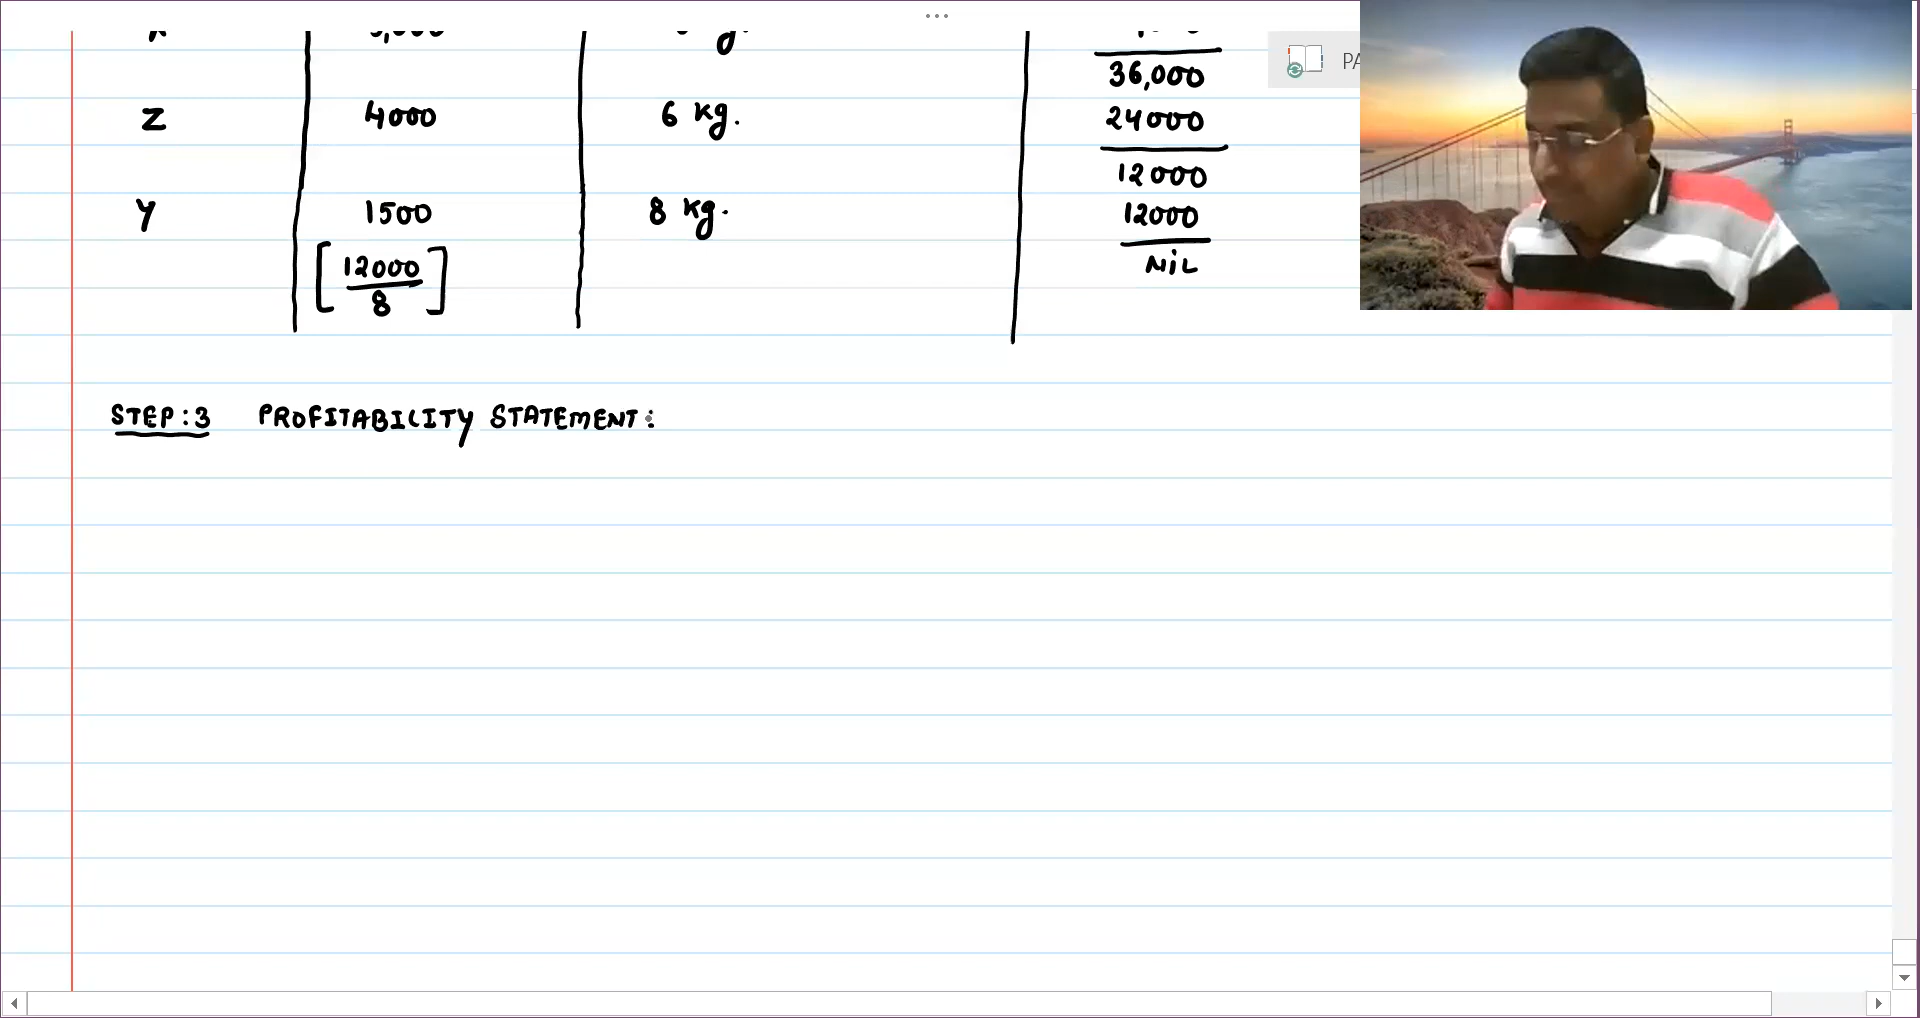 36,000
Z 4000 6 kg. 24000
12000
Y 1500 8 kg. 12000
[12000/8] NiL
STEP:3 PROFITABILITY STATEMENT:
PA